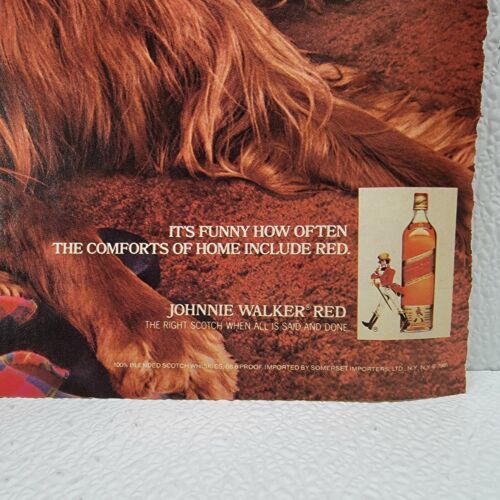 IT'S FUNNY HOW OFTEN
THE COMFORTS OF HOME INCLUDE RED.
JOHNNIE WALKER® RED
THE RIGHT SCOTCH WHEN ALL IS SAID AND DONE
100% BLENDED SCOTCH WHISKIES, 86.8 PROOF. IMPORTED BY SOMERSET IMPORTERS, LTD., N.Y., N.Y. ©